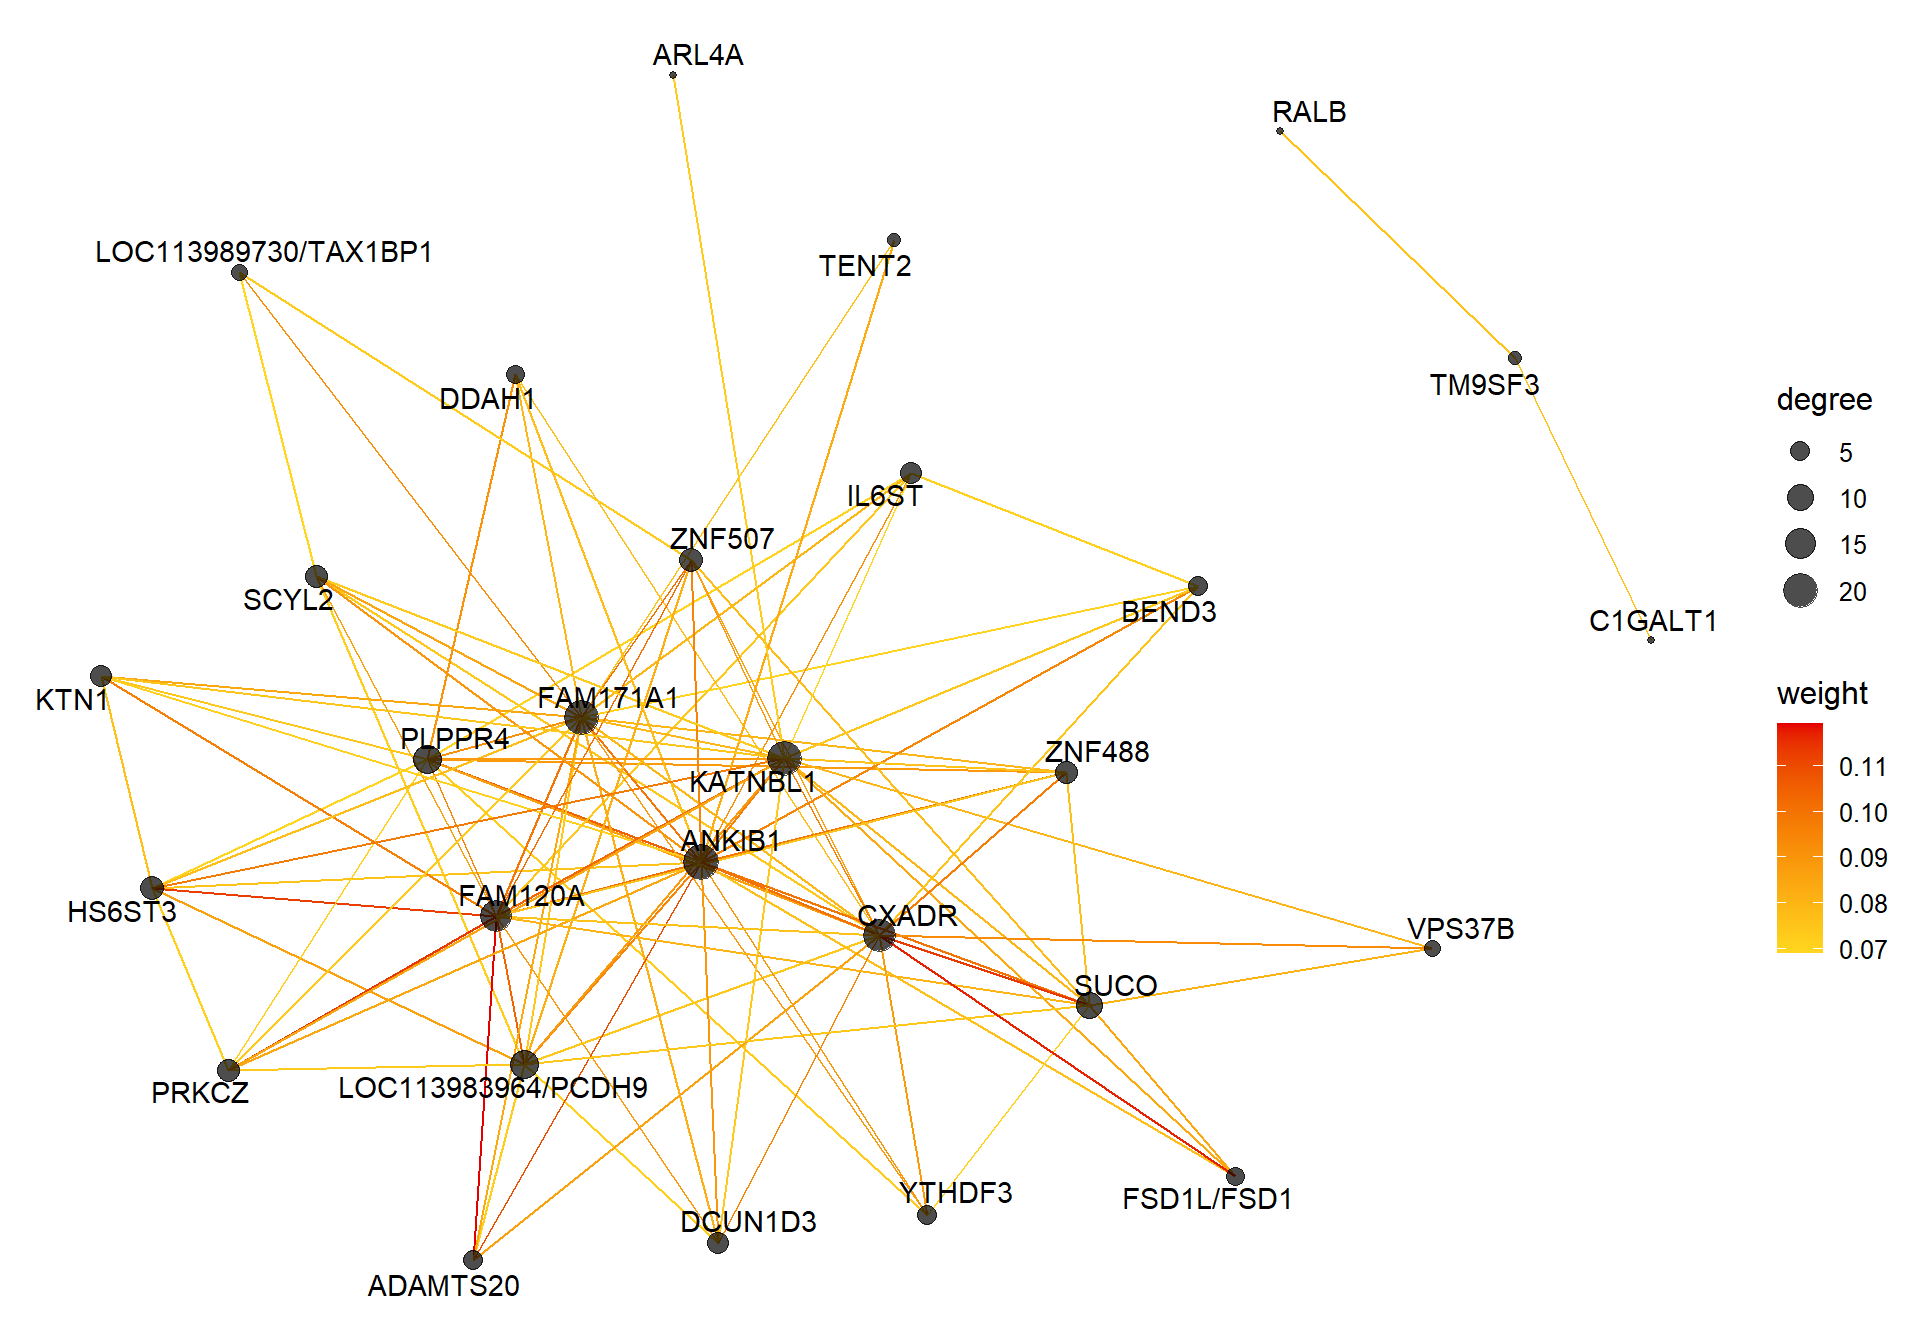 ARL4A
RALB
LOC113989730/TAX1BP1
TENT2
DDAH1
TM9SF3
degree
5
IL6ST
10
ZNF507
15
SCYL2
20
BEND3
C1GALT1
KTN1
FAM171A1
weight
PLPPR4
ZNF488
KATNBL1
0.11
0.10
ANKIB1
0.09
FAM120A
0.08
HS6ST3
CXADR
VPS37B
0.07
SUCO
PRKCZ
LOC113983964/PCDH9
YTHDF3
FSD1L/FSD1
DCUN1D3
ADAMTS20